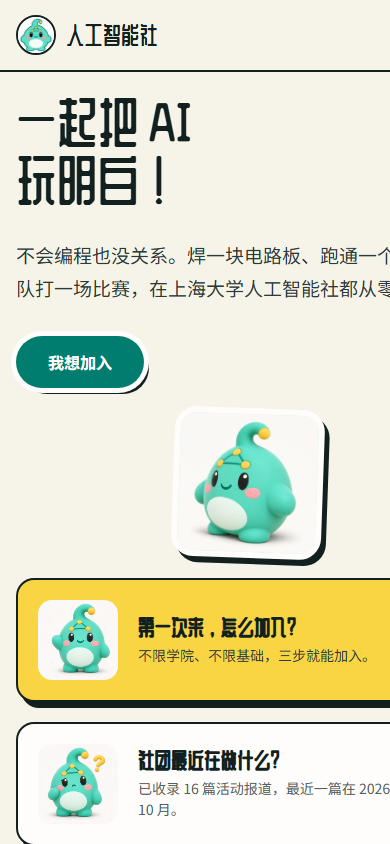 人工智能社
一起把 AI
玩明白！
不会编程也没关系。焊一块电路板、跑通一个
队打一场比赛，在上海大学人工智能社都从零
我想加入
第一次来，怎么加入？
不限学院、不限基础，三步就能加入。
?
社团最近在做什么？
已收录 16 篇活动报道，最近一篇在 2026
10 月。